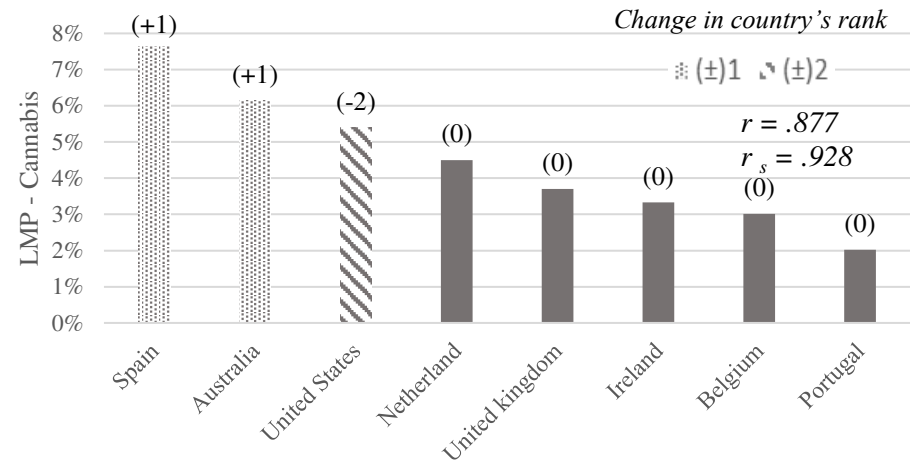 Change in country's rank
(±)1 (±)2
r = .877
r s = .928
LMP - Cannabis
8%
7%
6%
5%
4%
3%
2%
1%
0%
(+1)
(+1)
(-2)
(0)
(0)
(0)
(0)
(0)
Spain
Australia
United States
Netherland
United kingdom
Ireland
Belgium
Portugal